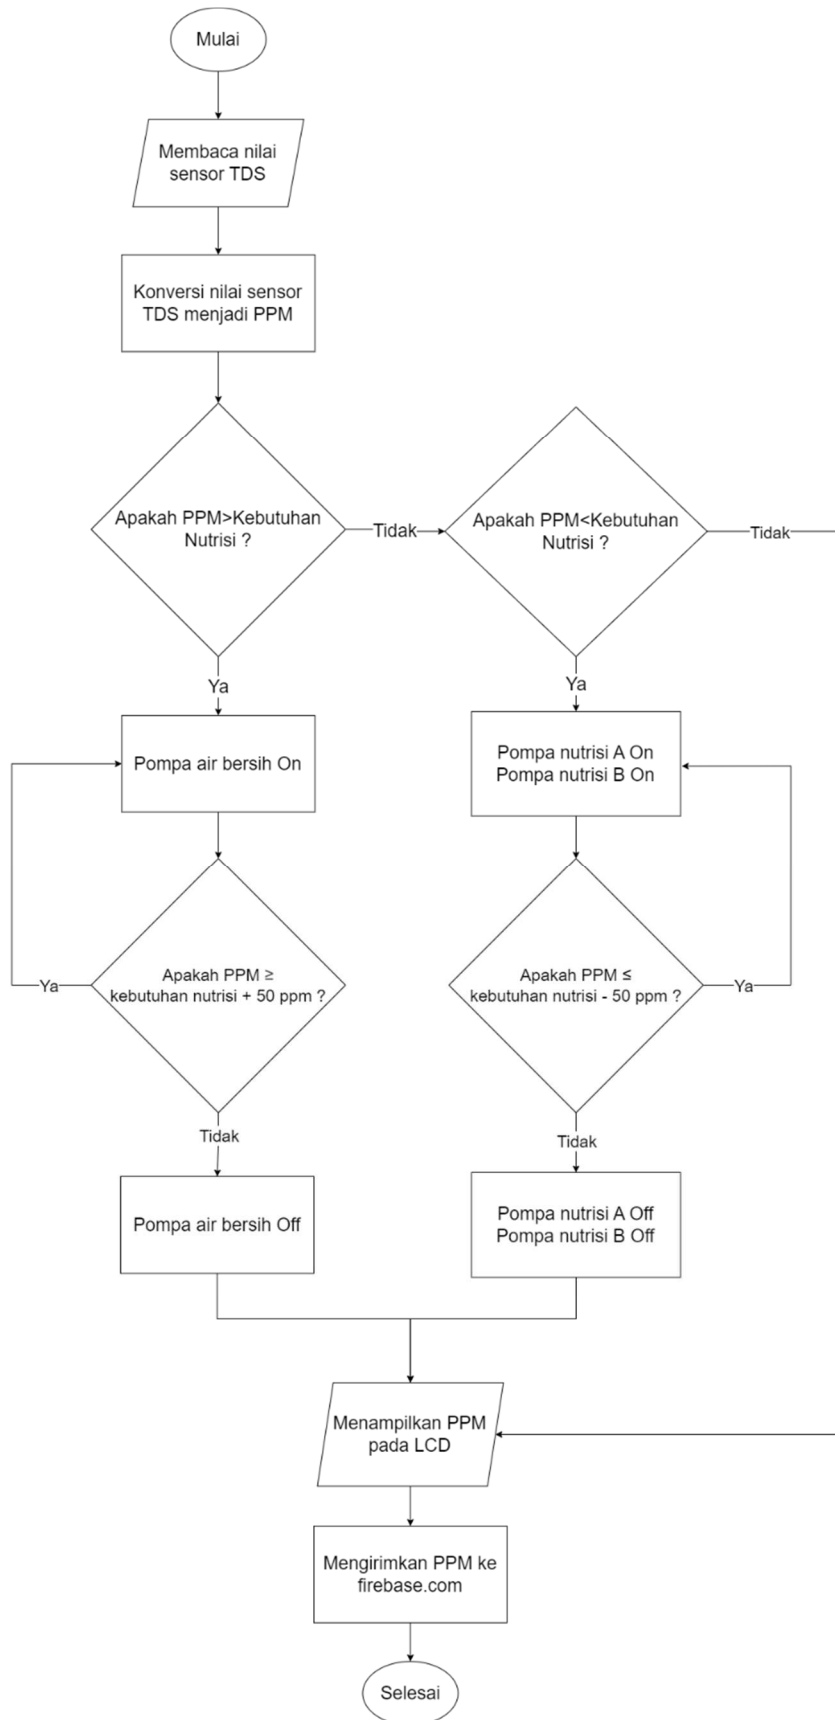 Mulai
Membaca nilai
sensor TDS
Konversi nilai sensor
TDS menjadi PPM
Apakah PPM>Kebutuhan
Nutrisi ?
Tidak
Apakah PPM<Kebutuhan
Nutrisi ?
Tidak
Ya
Ya
Pompa air bersih On
Pompa nutrisi A On
Pompa nutrisi B On
Apakah PPM ≥
kebutuhan nutrisi + 50 ppm ?
Ya
Apakah PPM ≤
kebutuhan nutrisi - 50 ppm ?
Ya
Tidak
Tidak
Pompa air bersih Off
Pompa nutrisi A Off
Pompa nutrisi B Off
Menampilkan PPM
pada LCD
Mengirimkan PPM ke
firebase.com
Selesai